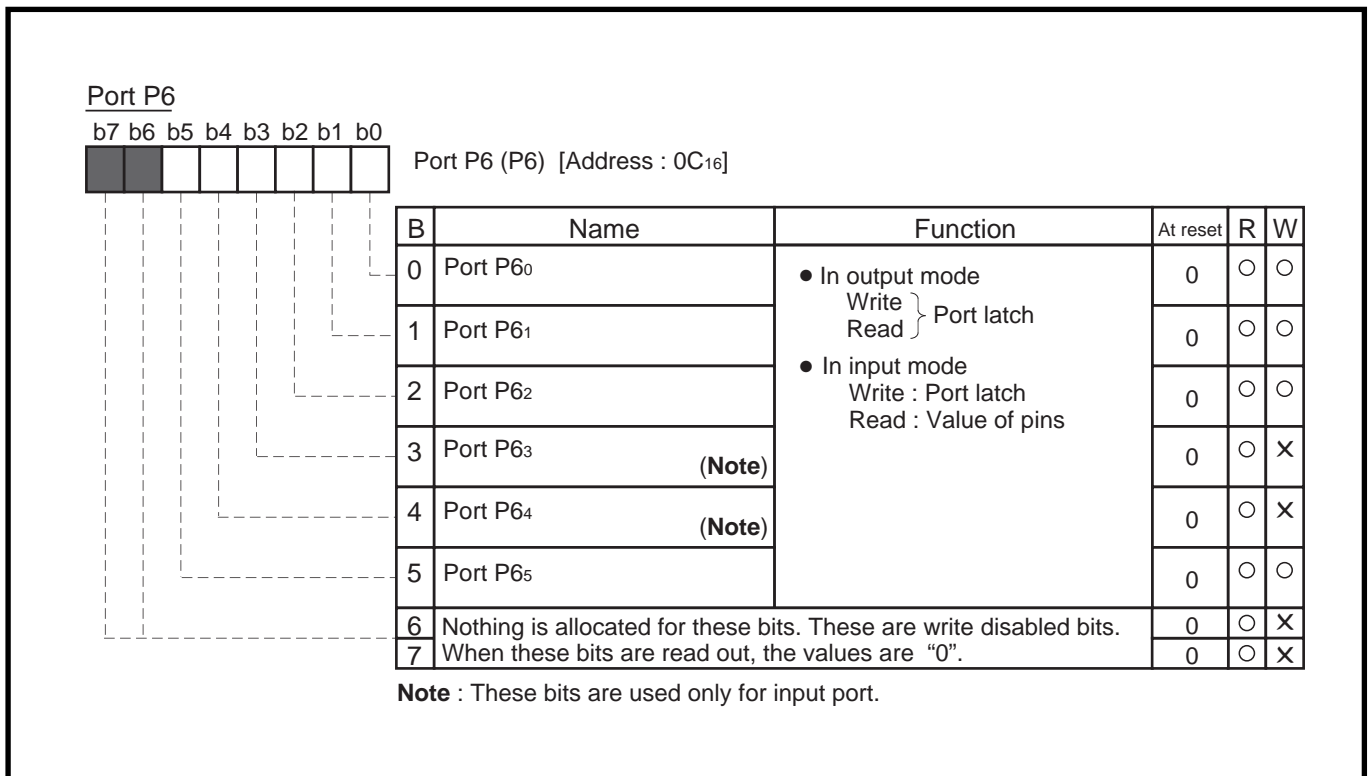 Port P6
b7 b6 b5 b4 b3 b2 b1 b0
Port P6 (P6) [Address : 0C16]
B Name Function At reset R W
0 Port P60 0 ○ ○
1 Port P61 0 ○ ○
2 Port P62 0 ○ ○
3 Port P63 (Note) 0 ○ ×
4 Port P64 (Note) 0 ○ ×
5 Port P65 0 ○ ○
● In output mode
Write
Read
Port latch
● In input mode
Write : Port latch
Read : Value of pins
6 Nothing is allocated for these bits. These are write disabled bits. 0 ○ ×
7 When these bits are read out, the values are “0”. 0 ○ ×
Note : These bits are used only for input port.